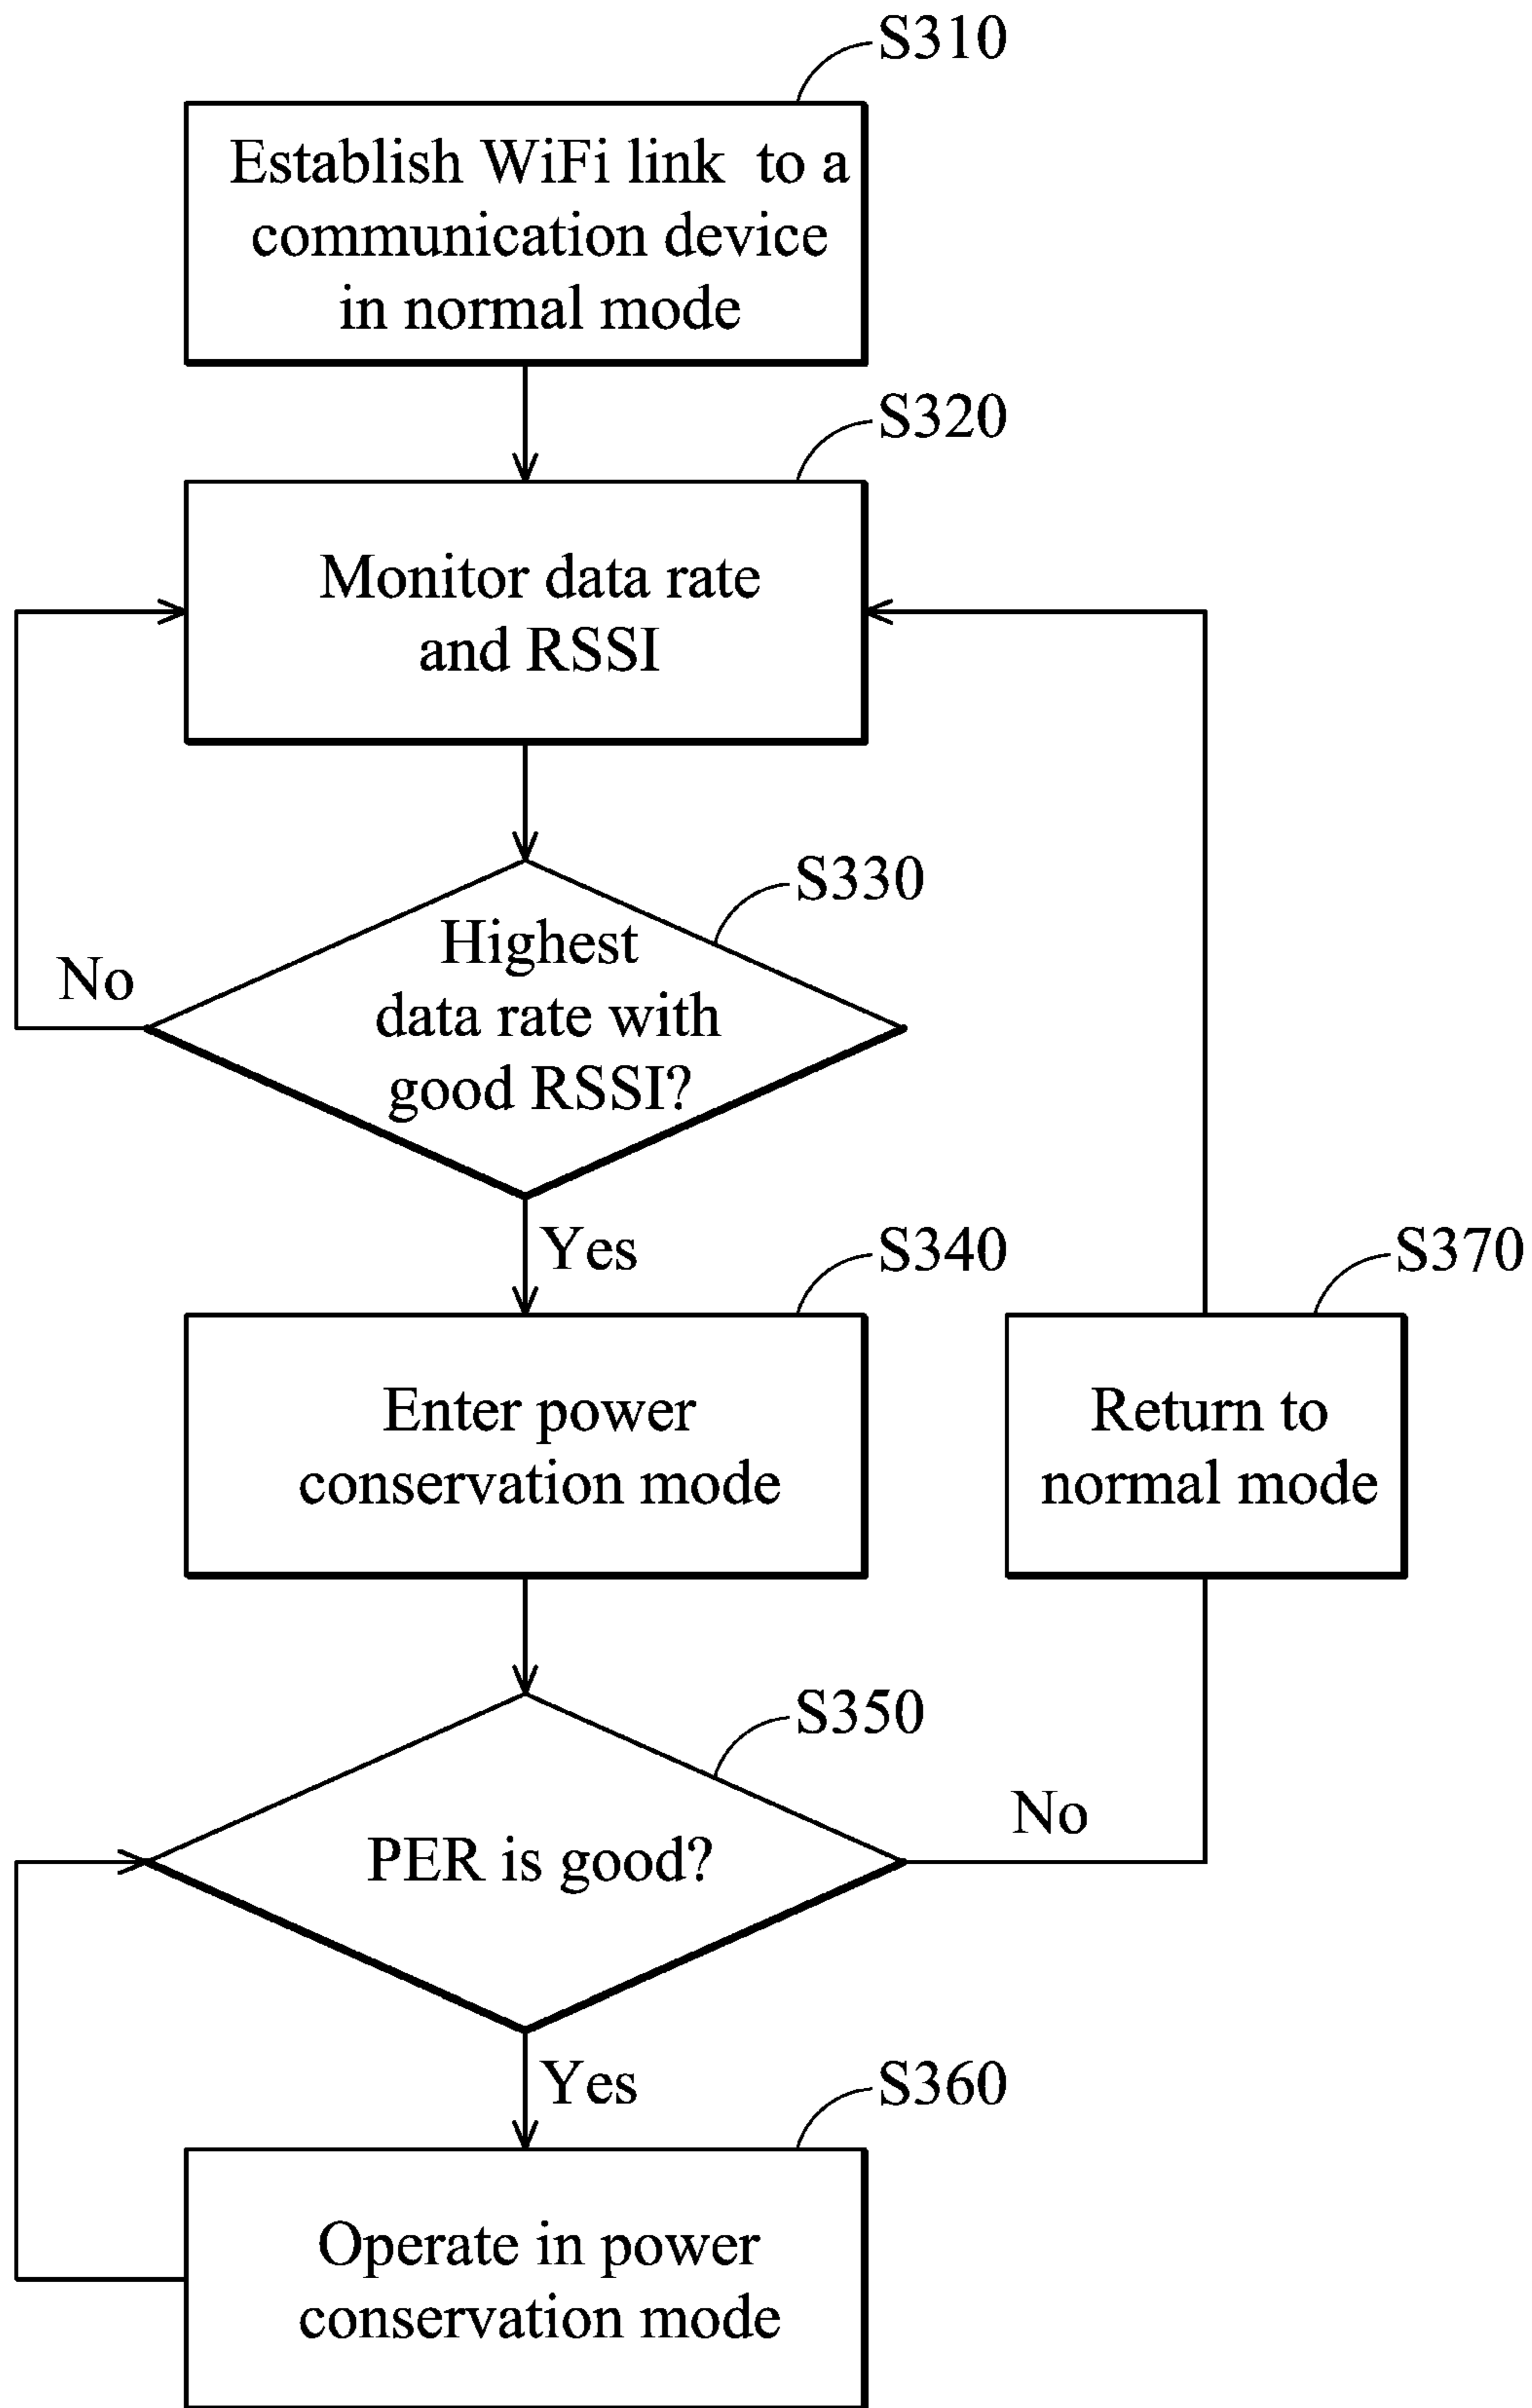 S310
Establish WiFi link to a
communication device
in normal mode
S320
Monitor data rate
and RSSI
S330
Highest
data rate with
good RSSI?
No
Yes
S340
Enter power
conservation mode
S370
Return to
normal mode
S350
PER is good?
No
Yes
S360
Operate in power
conservation mode